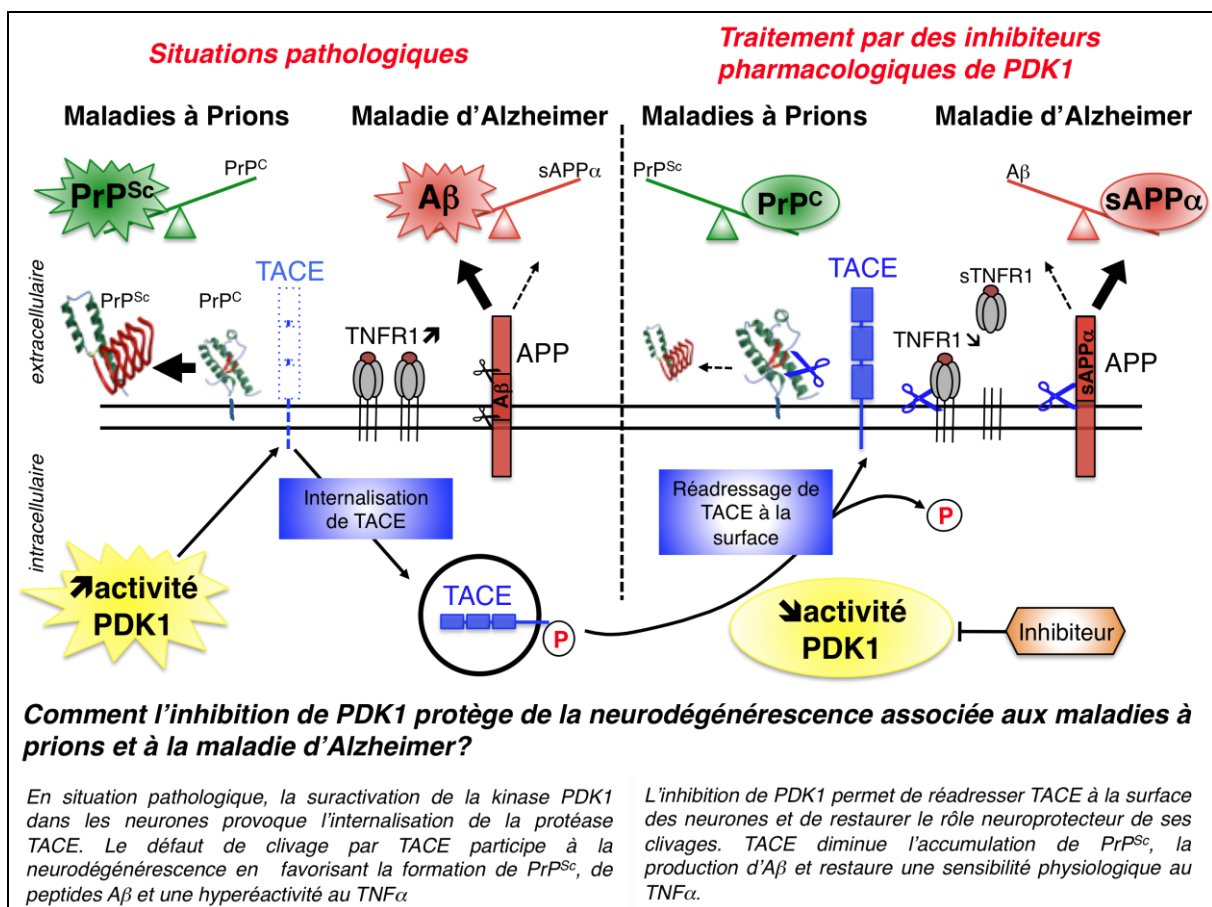 Situations pathologiques
Traitement par des inhibiteurs
pharmacologiques de PDK1
Maladies à Prions
Maladie d'Alzheimer
Maladies à Prions
Maladie d'Alzheimer
PrPSc
PrPC
Aβ
sAPPα
PrPSc
PrPC
Aβ
sAPPα
extracellulaire
PrPSc
PrPC
TACE
TNFR1➚
Aβ
APP
TACE
sTNFR1
TNFR1➘
sAPPα
APP
intracellulaire
Internalisation
de TACE
Réadressage de
TACE à la
surface
P
➚activité
PDK1
TACE
P
➘activité
PDK1
Inhibiteur
Comment l'inhibition de PDK1 protège de la neurodégénérescence associée aux maladies à
prions et à la maladie d'Alzheimer?
En situation pathologique, la suractivation de la kinase PDK1
dans les neurones provoque l'internalisation de la protéase
TACE. Le défaut de clivage par TACE participe à la
neurodégénérescence en favorisant la formation de PrPSc, de
peptides Aβ et une hyperéactivité au TNFα
L'inhibition de PDK1 permet de réadresser TACE à la surface
des neurones et de restaurer le rôle neuroprotecteur de ses
clivages. TACE diminue l'accumulation de PrPSc, la
production d'Aβ et restaure une sensibilité physiologique au
TNFα.